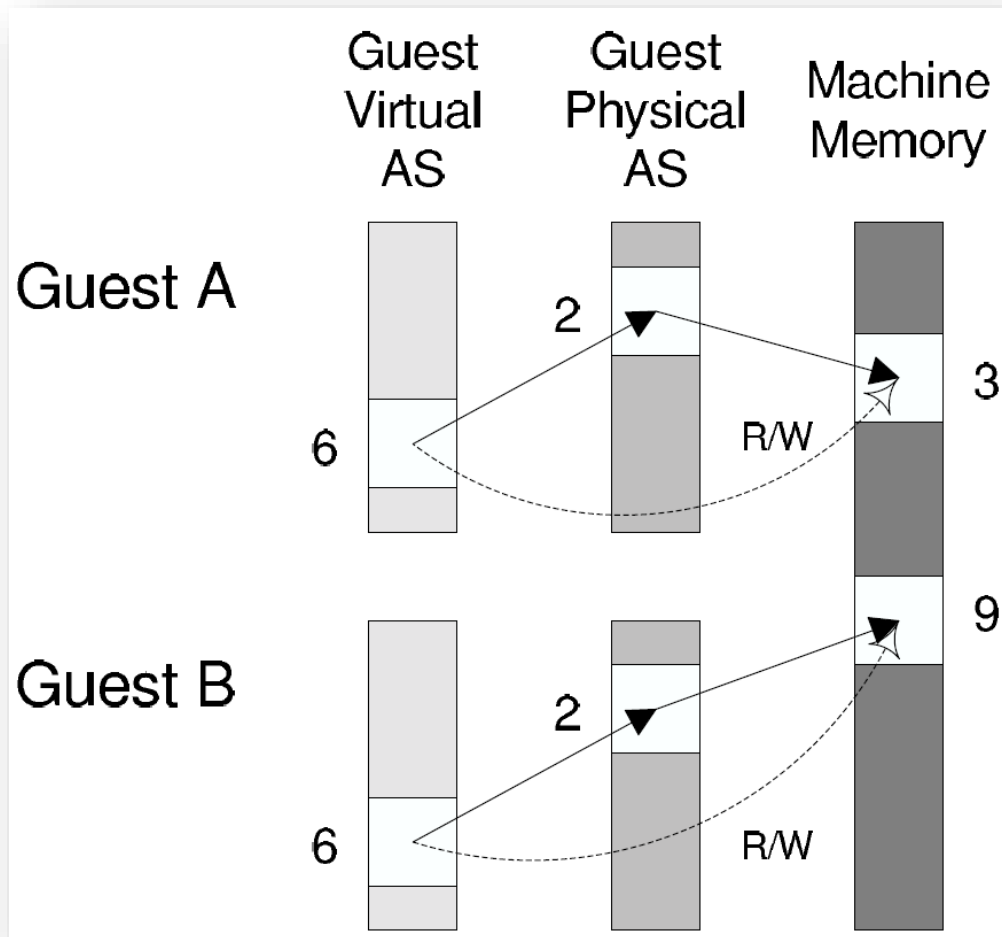 Guest
Virtual
AS
Guest
Physical
AS
Machine
Memory
Guest A
2
3
6
R/W
9
Guest B
2
6
R/W